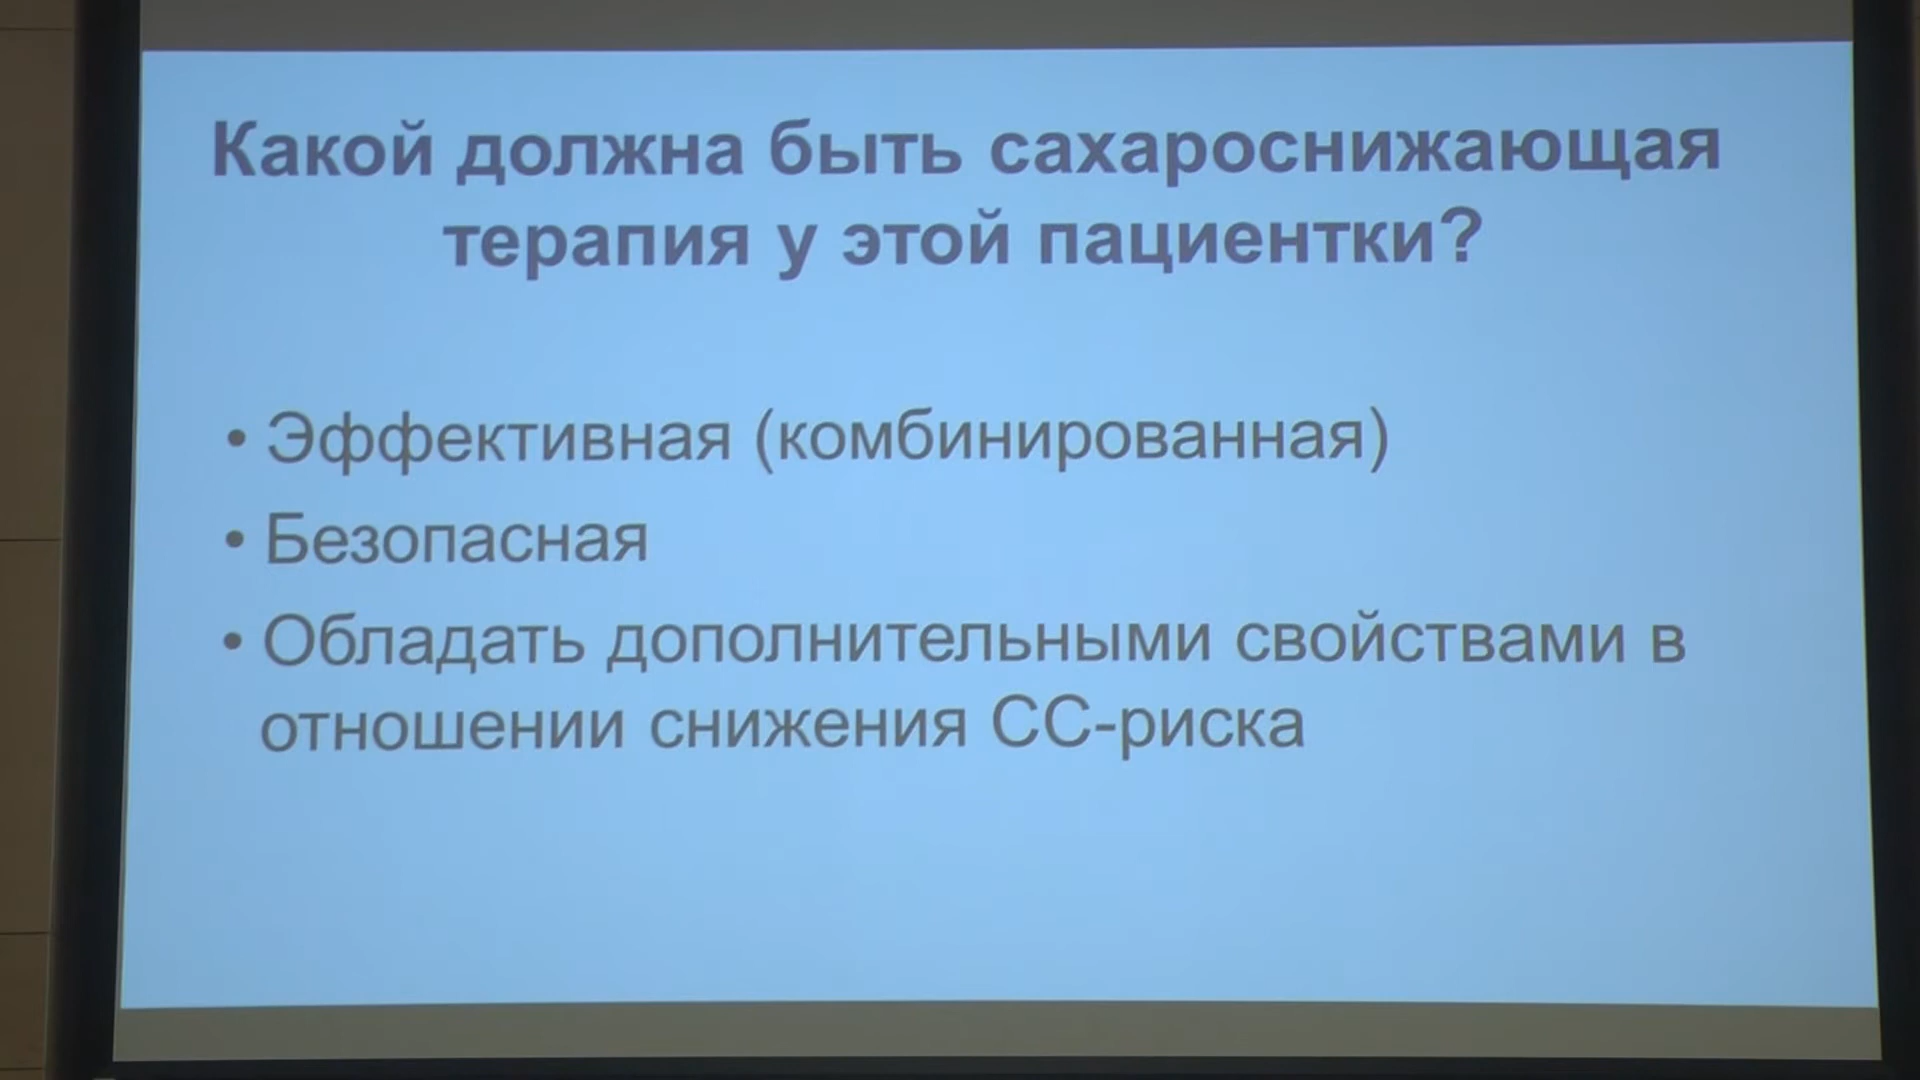 Какой должна быть сахароснижающая
терапия у этой пациентки?
• Эффективная (комбинированная)
• Безопасная
• Обладать дополнительными свойствами в
отношении снижения СС-риска